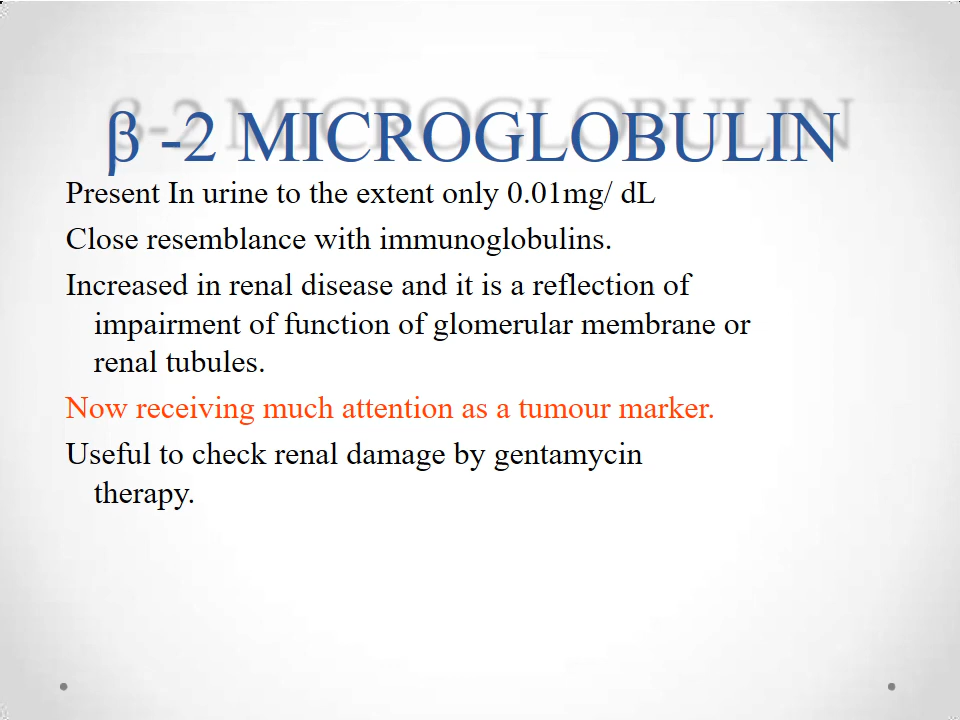 β -2 MICROGLOBULIN
Present In urine to the extent only 0.01mg/ dL
Close resemblance with immunoglobulins.
Increased in renal disease and it is a reflection of
impairment of function of glomerular membrane or
renal tubules.
Now receiving much attention as a tumour marker.
Useful to check renal damage by gentamycin
therapy.